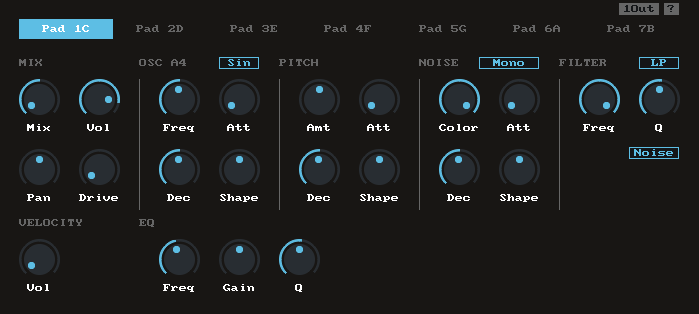 1Out ?
Pad 1C Pad 2D Pad 3E Pad 4F Pad 5G Pad 6A Pad 7B
MIX OSC A4 Sin PITCH NOISE Mono FILTER LP
Mix Vol Freq Att Amt Att Color Att Freq Q
Noise
Pan Drive Dec Shape Dec Shape Dec Shape
VELOCITY EQ
Vol Freq Gain Q